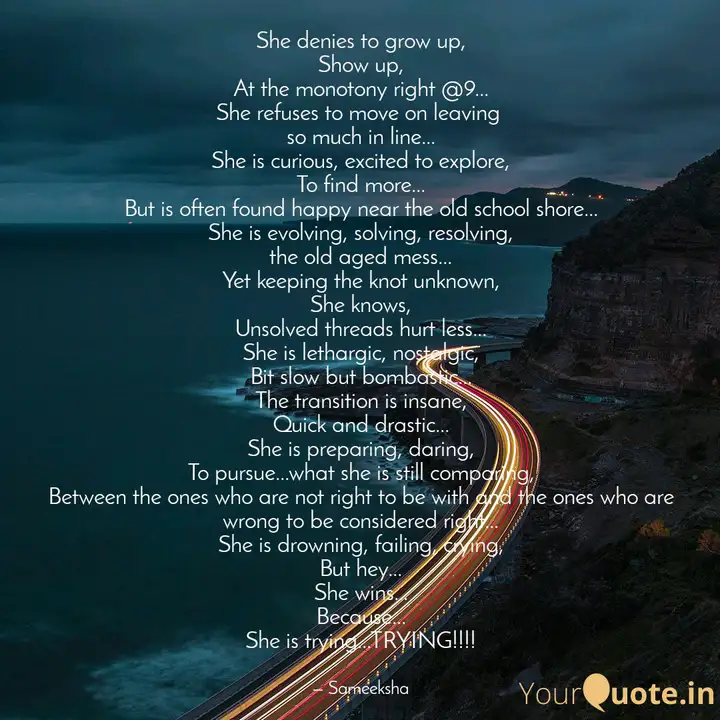 She denies to grow up,
Show up,
At the monotony right @9...
She refuses to move on leaving
so much in line...
She is curious, excited to explore,
To find more...
But is often found happy near the old school shore...
She is evolving, solving, resolving,
the old aged mess...
Yet keeping the knot unknown,
She knows,
Unsolved threads hurt less...
She is lethargic, nostalgic,
Bit slow but bombastic...
The transition is insane,
Quick and drastic...
She is preparing, daring,
To pursue...what she is still comparing,
Between the ones who are not right to be with and the ones who are
wrong to be considered right...
She is drowning, failing, crying,
But hey...
She wins...
Because...
She is trying...TRYING!!!!
– Sameeksha
YourQuote.in